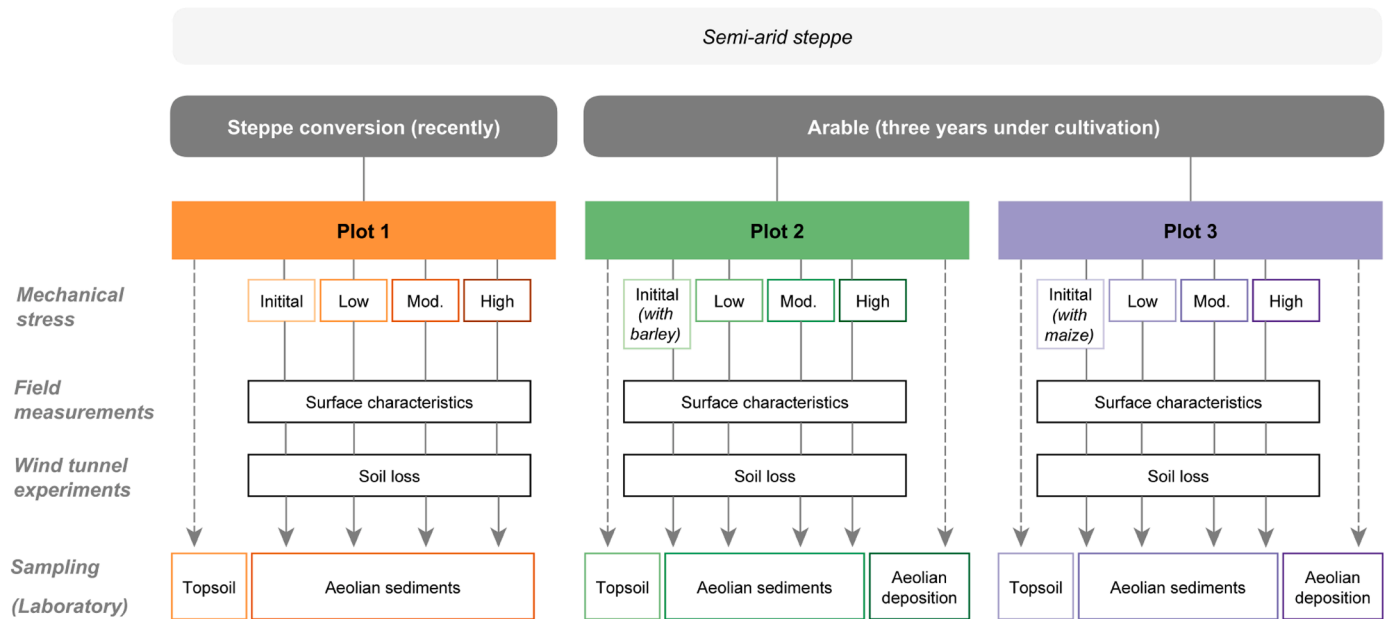 Semi-arid steppe
Steppe conversion (recently)
Arable (three years under cultivation)
Plot 1
Plot 2
Plot 3
Mechanical
stress
Initital
Low
Mod.
High
Initital
(with
barley)
Low
Mod.
High
Initital
(with
maize)
Low
Mod.
High
Field
measurements
Surface characteristics
Surface characteristics
Surface characteristics
Wind tunnel
experiments
Soil loss
Soil loss
Soil loss
Sampling
(Laboratory)
Topsoil
Aeolian sediments
Topsoil
Aeolian sediments
Aeolian
deposition
Topsoil
Aeolian sediments
Aeolian
deposition